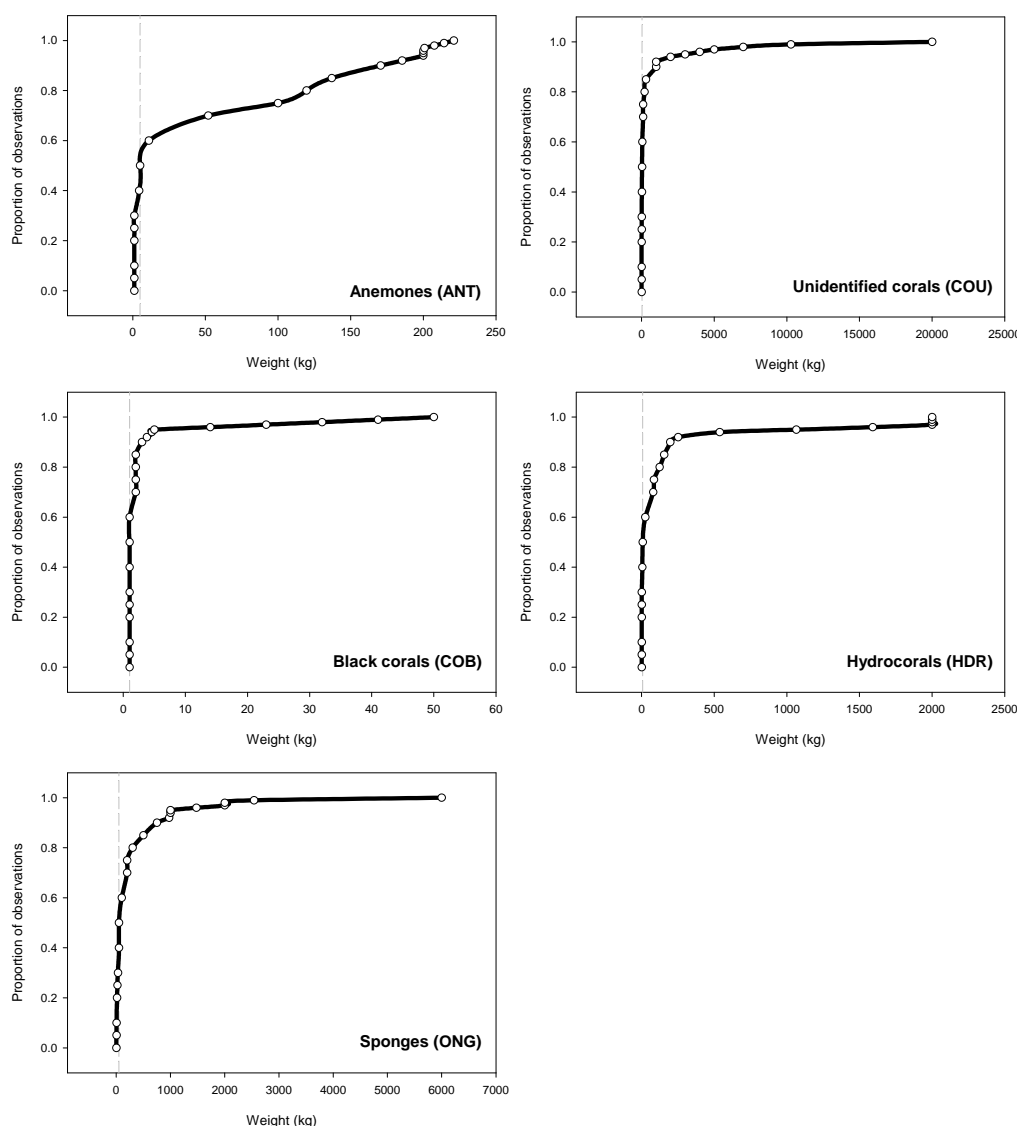 Proportion of observations
1.0
0.8
0.6
0.4
0.2
0.0
Anemones (ANT)
0 50 100 150 200 250
Weight (kg)
Proportion of observations
1.0
0.8
0.6
0.4
0.2
0.0
Unidentified corals (COU)
0 5000 10000 15000 20000 25000
Weight (kg)
Proportion of observations
1.0
0.8
0.6
0.4
0.2
0.0
Black corals (COB)
0 10 20 30 40 50 60
Weight (kg)
Proportion of observations
1.0
0.8
0.6
0.4
0.2
0.0
Hydrocorals (HDR)
0 500 1000 1500 2000 2500
Weight (kg)
Proportion of observations
1.0
0.8
0.6
0.4
0.2
0.0
Sponges (ONG)
0 1000 2000 3000 4000 5000 6000 7000
Weight (kg)